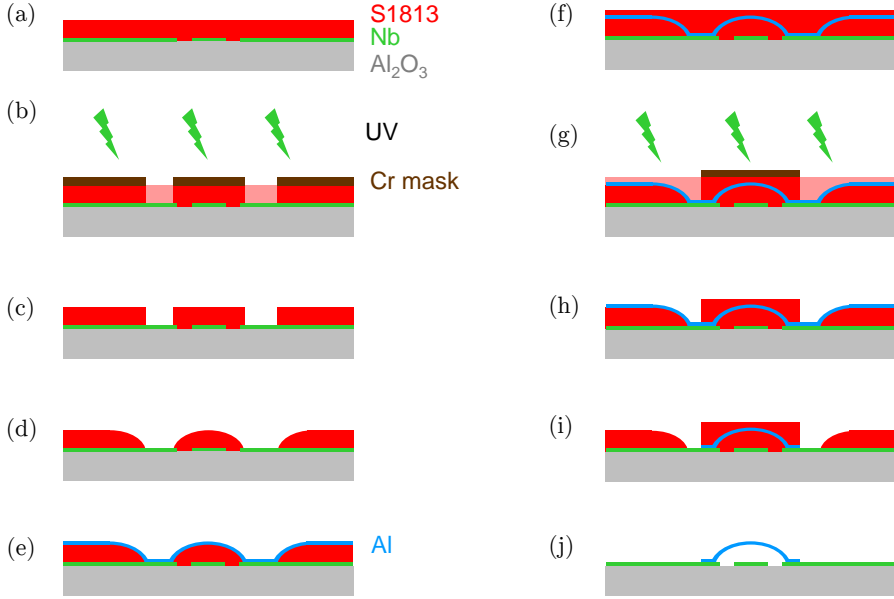 (a)
S1813
Nb
Al₂O₃
(b)
UV
Cr mask
(c)
(d)
(e)
Al
(f)
(g)
(h)
(i)
(j)